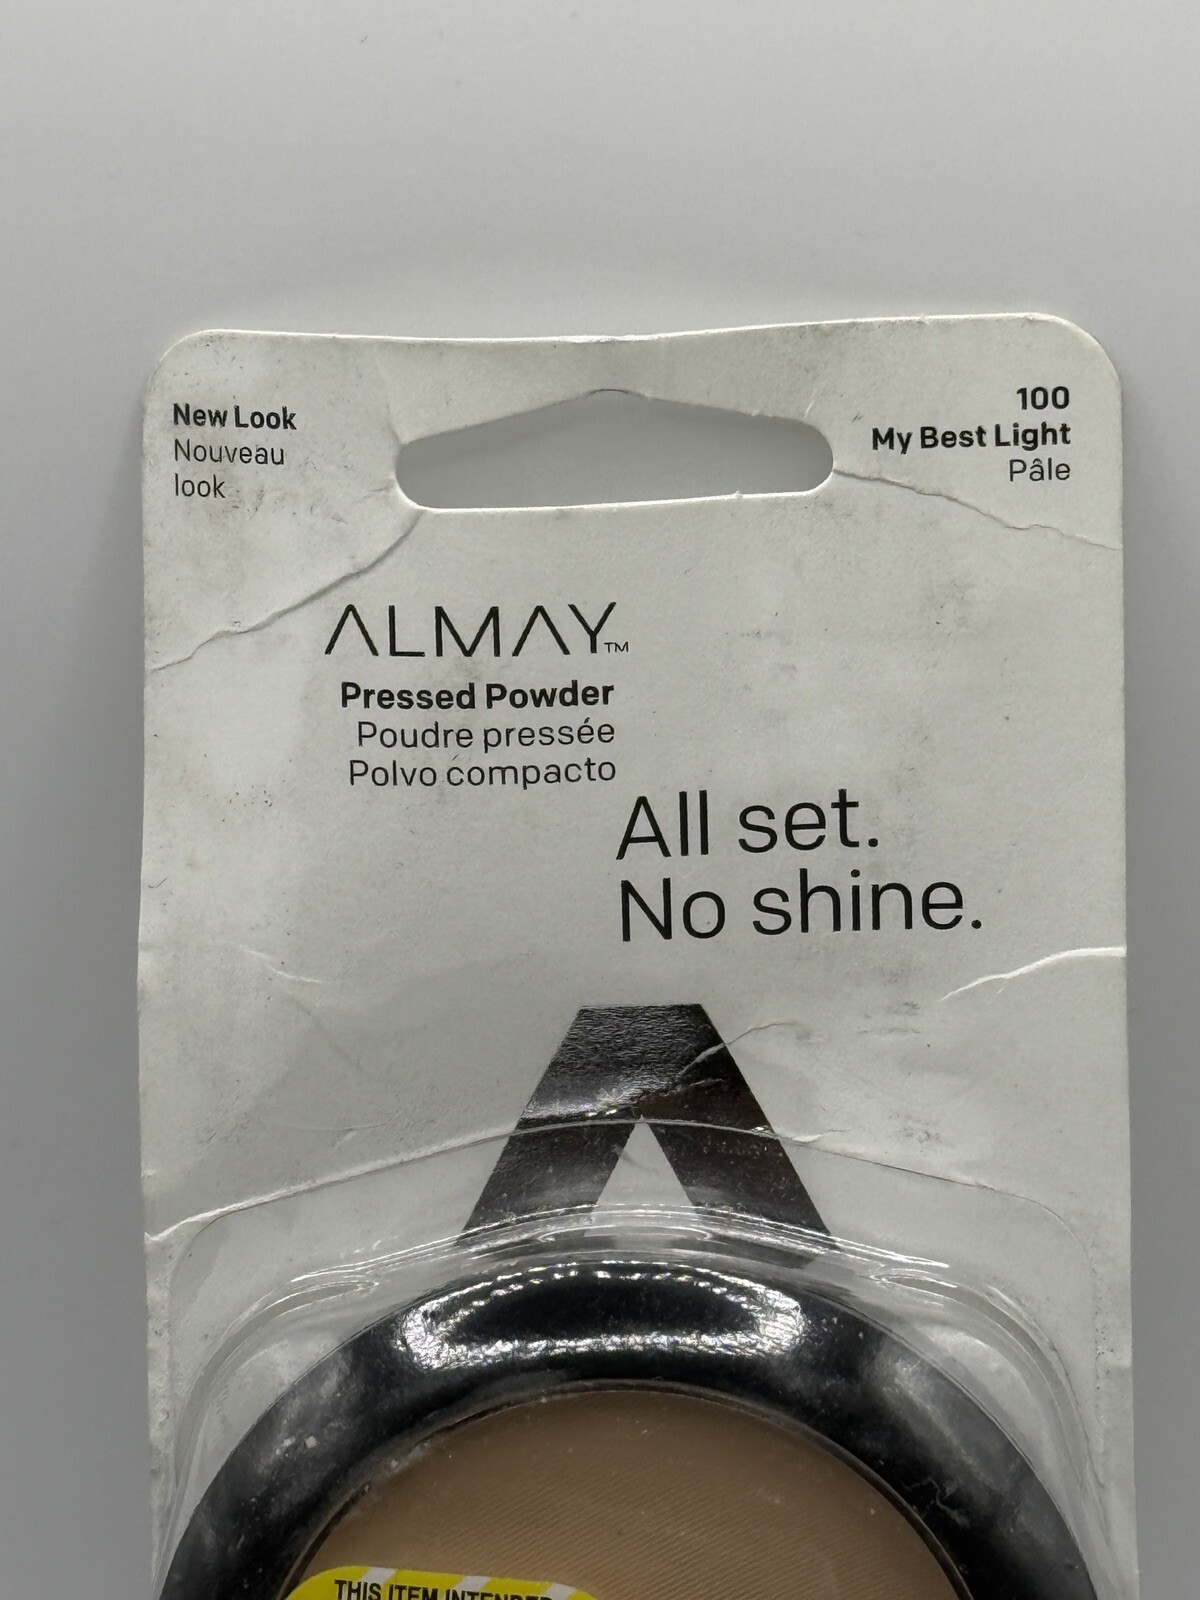 New Look
Nouveau
look
100
My Best Light
Pâle
ALMAY™
Pressed Powder
Poudre pressée
Polvo compacto
All set.
No shine.
THIS ITEM INTENDED